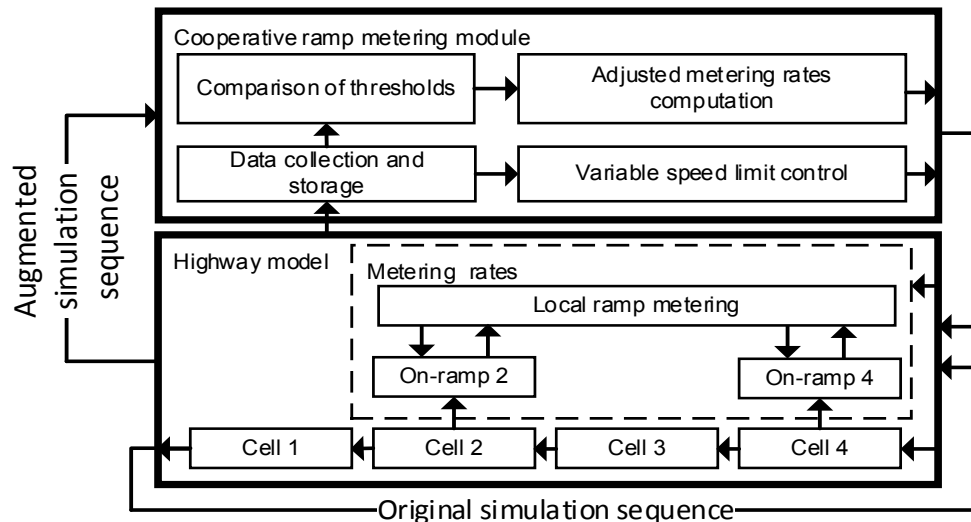 Cooperative ramp metering module
Comparison of thresholds
Adjusted metering rates
computation
Data collection and
storage
Variable speed limit control
Augmented
simulation
sequence
Highway model
Metering rates
Local ramp metering
On-ramp 2
On-ramp 4
Cell 1
Cell 2
Cell 3
Cell 4
Original simulation sequence